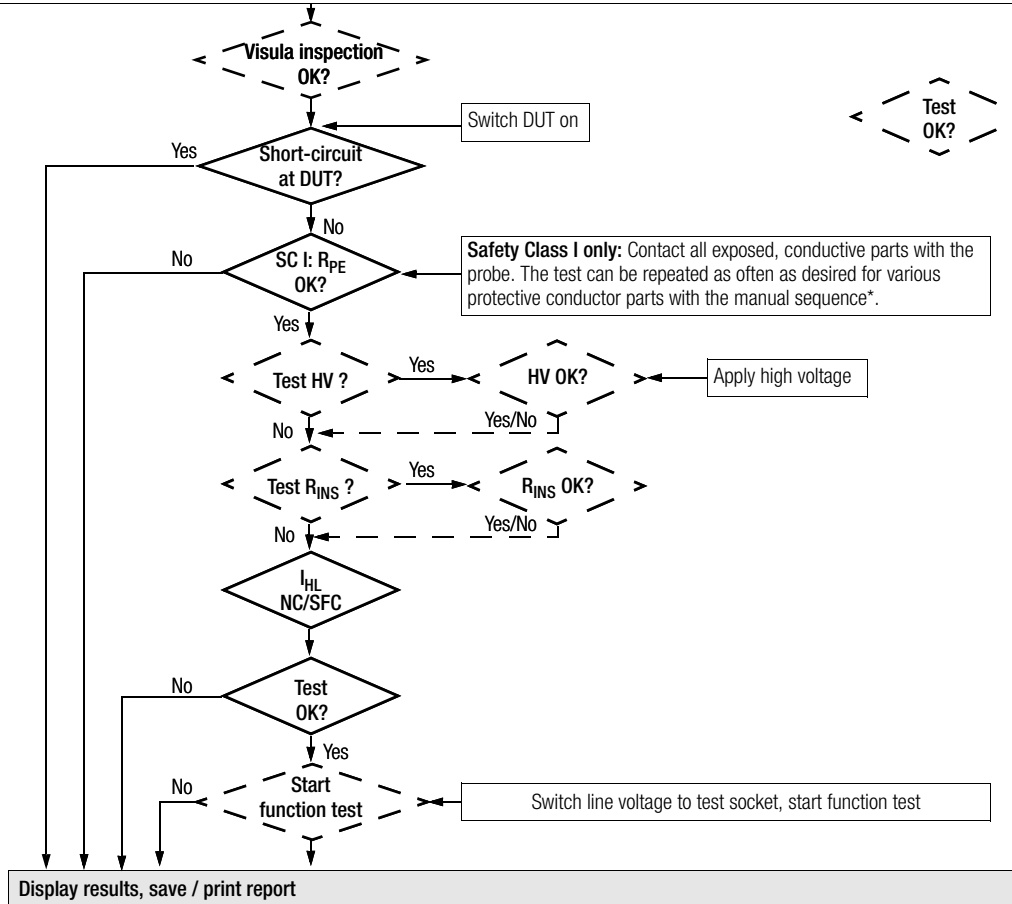 Visula inspection
OK?
Switch DUT on
Test
OK?
Yes
Short-circuit
at DUT?
No
No
SC I: RPE
OK?
Safety Class I only: Contact all exposed, conductive parts with the
probe. The test can be repeated as often as desired for various
protective conductor parts with the manual sequence*.
Yes
Test HV ?
Yes
HV OK?
Apply high voltage
No
Yes/No
Test RINS ?
Yes
RINS OK?
No
Yes/No
IHL
NC/SFC
No
Test
OK?
Yes
No
Start
function test
Switch line voltage to test socket, start function test
Display results, save / print report